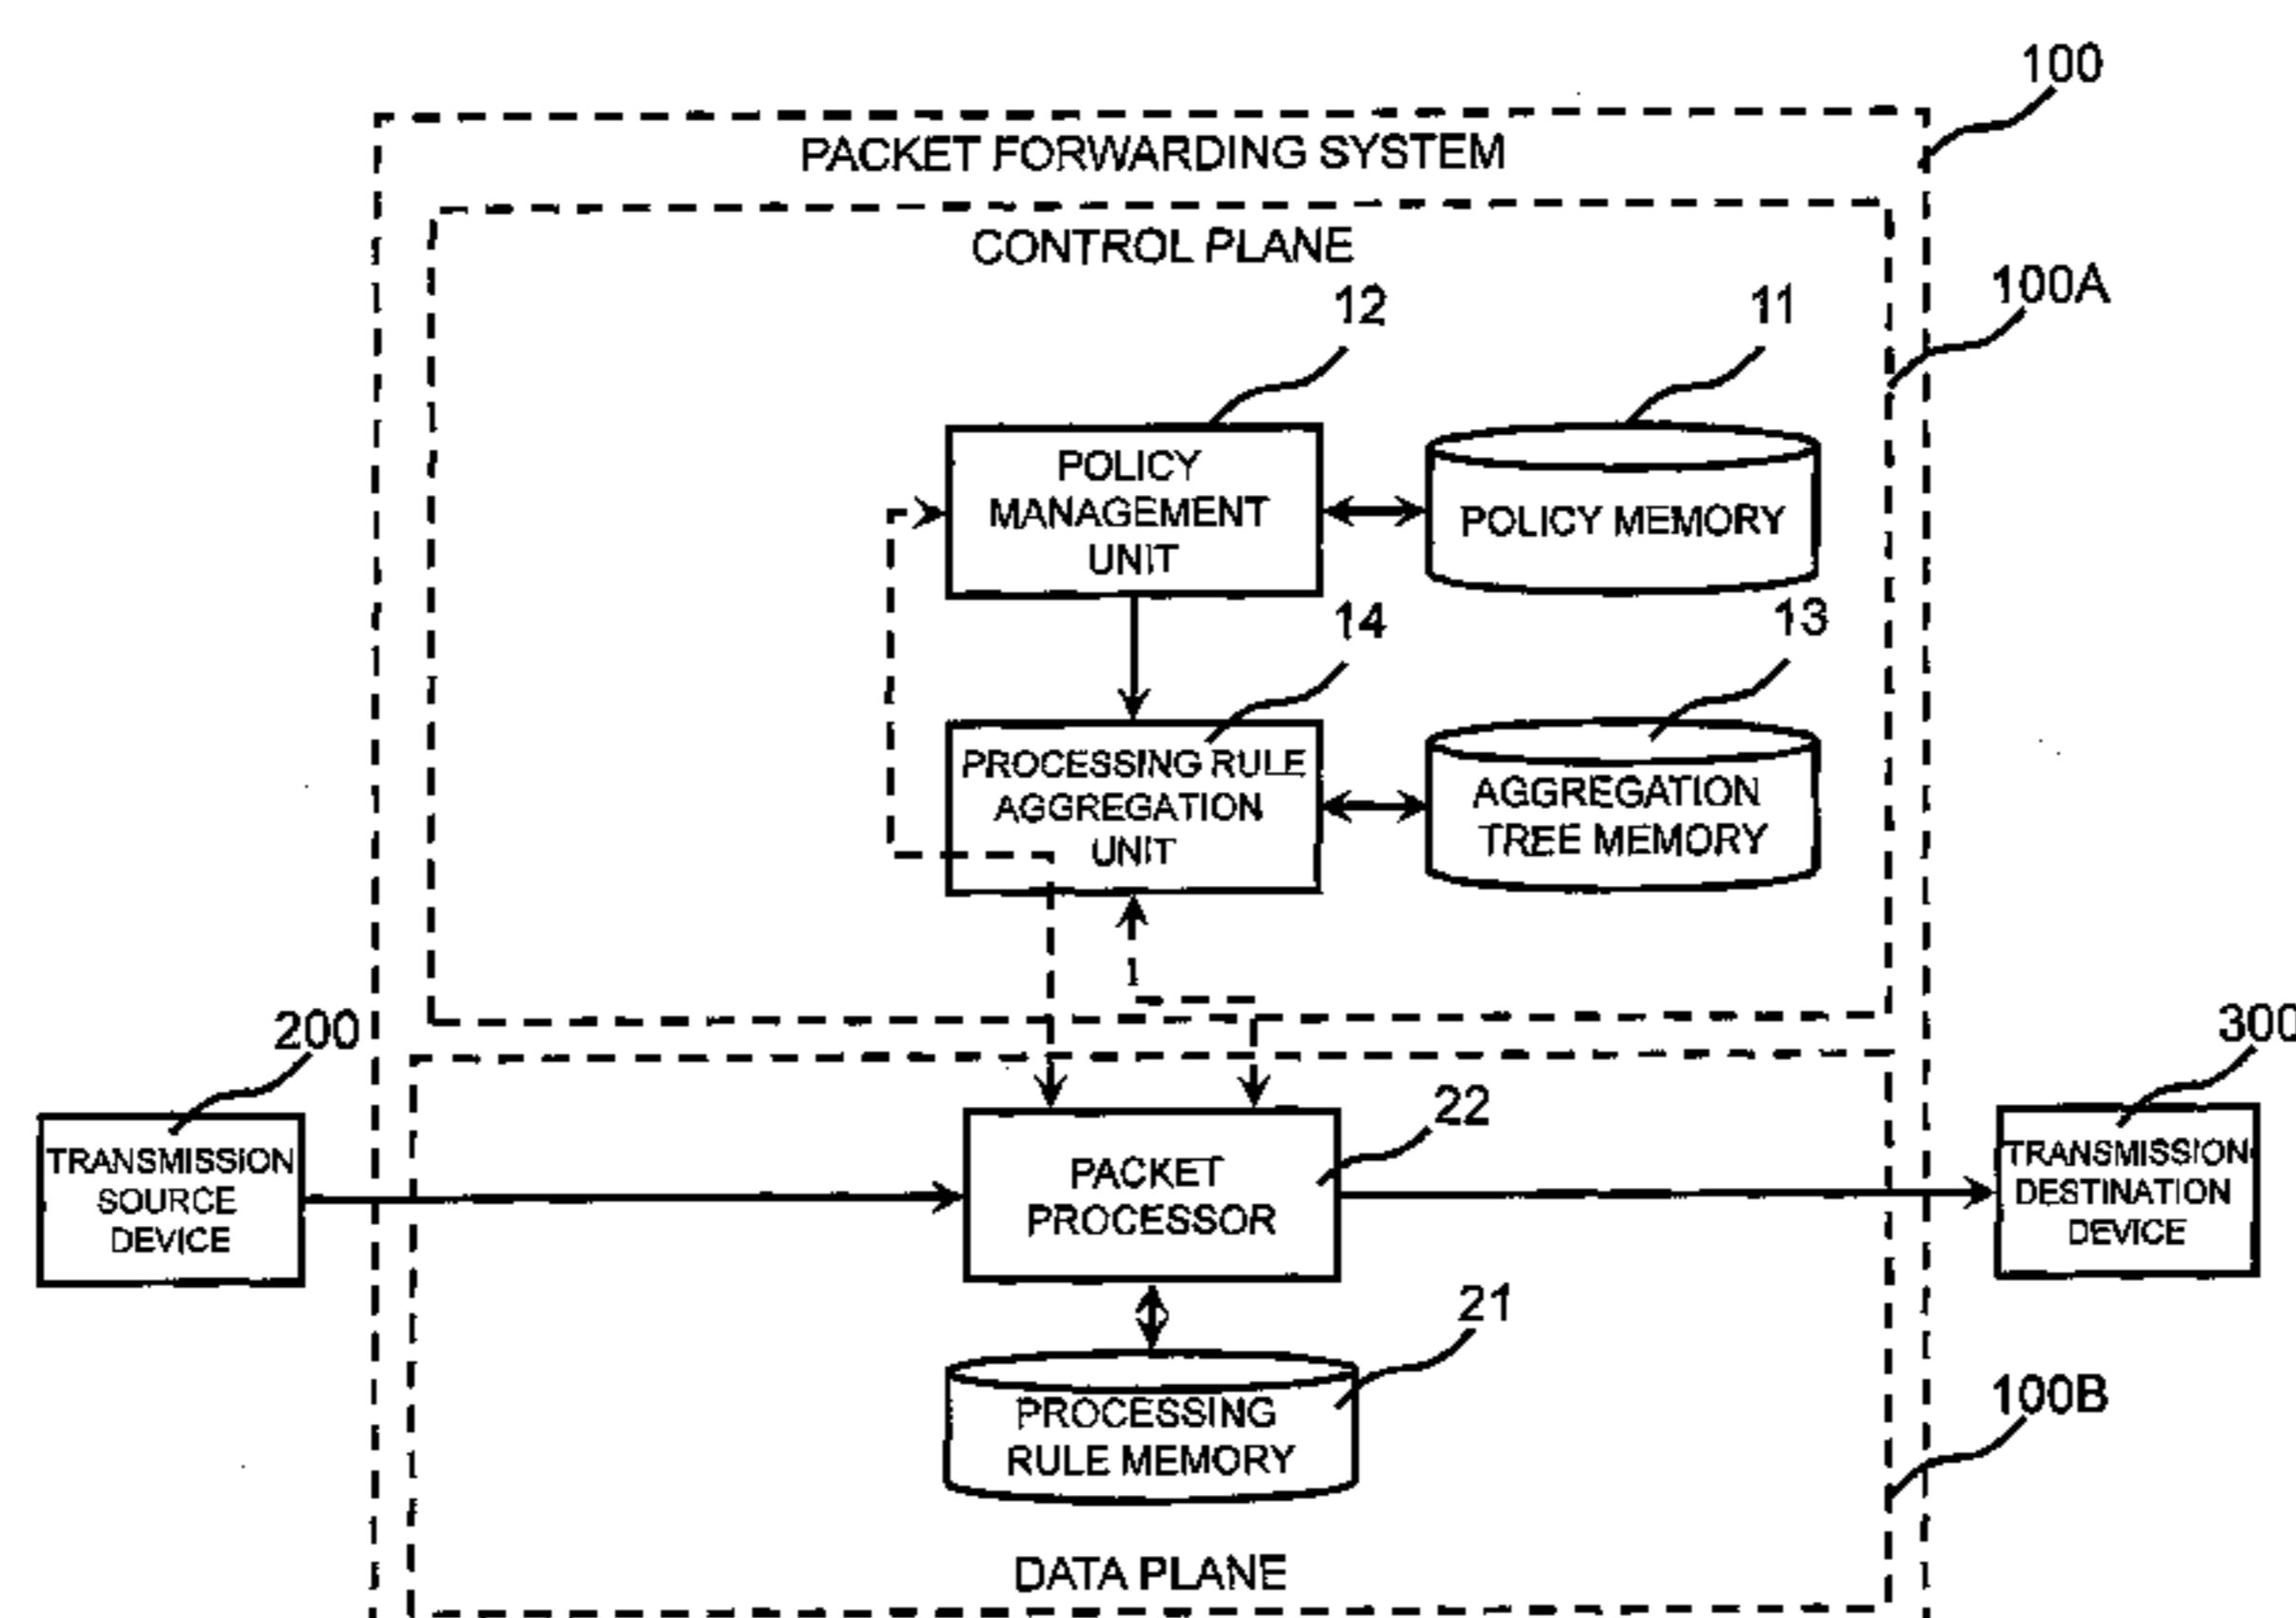 100
PACKET FORWARDING SYSTEM
CONTROL PLANE
100A
12
11
POLICY
MANAGEMENT
UNIT
POLICY MEMORY
14
13
PROCESSING RULE
AGGREGATION
UNIT
AGGREGATION
TREE MEMORY
200
300
TRANSMISSION
SOURCE
DEVICE
22
PACKET
PROCESSOR
TRANSMISSION
DESTINATION
DEVICE
21
PROCESSING
RULE MEMORY
100B
DATA PLANE